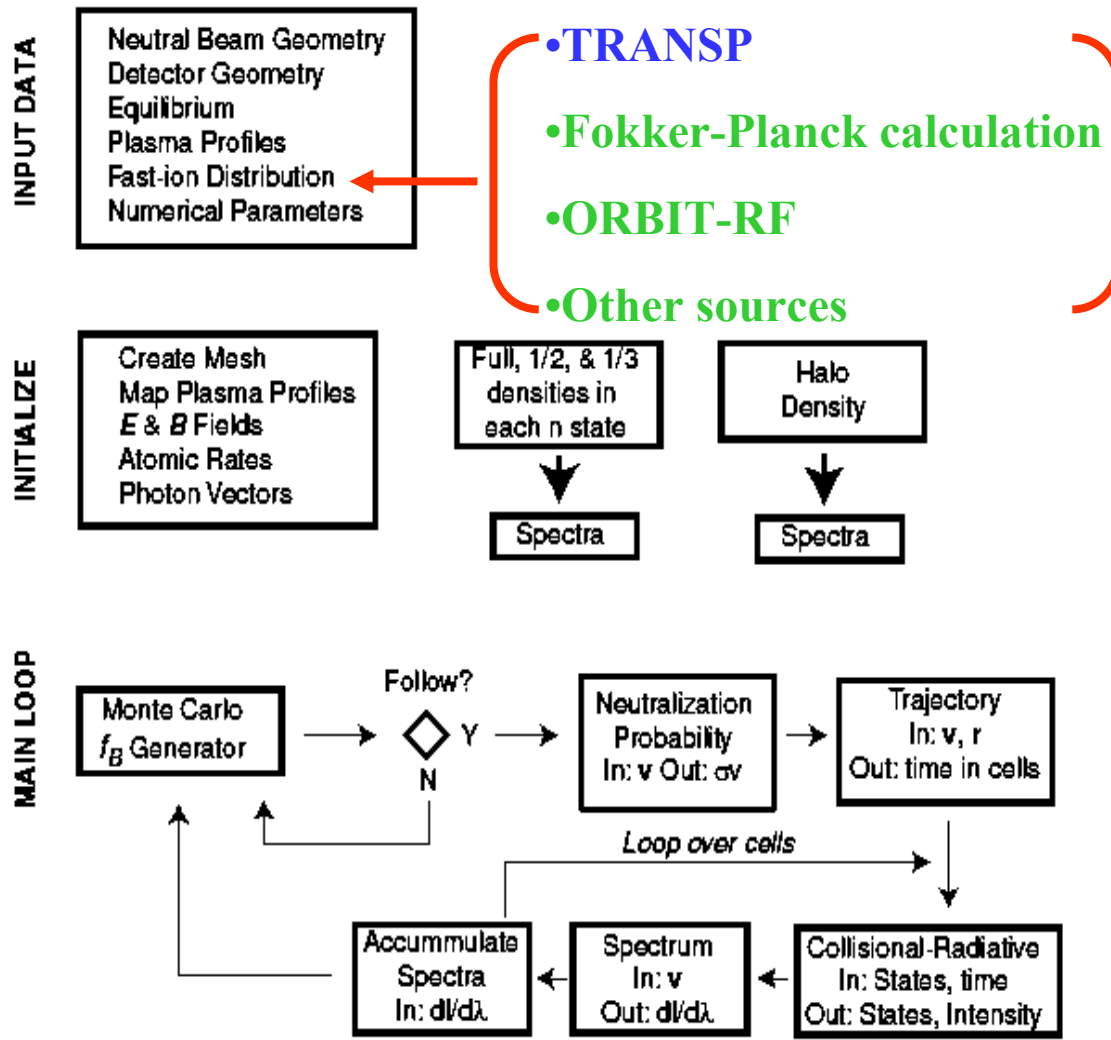 INPUT DATA
Neutral Beam Geometry
Detector Geometry
Equilibrium
Plasma Profiles
Fast-ion Distribution
Numerical Parameters
•TRANSP
•Fokker-Planck calculation
•ORBIT-RF
•Other sources
INITIALIZE
Create Mesh
Map Plasma Profiles
E & B Fields
Atomic Rates
Photon Vectors
Full, 1/2, & 1/3
densities in
each n state
Spectra
Halo
Density
Spectra
MAIN LOOP
Monte Carlo
f_B Generator
Follow?
Y
N
Neutralization
Probability
In: v Out: σv
Trajectory
In: v, r
Out: time in cells
Loop over cells
Accummulate
Spectra
In: dI/dλ
Spectrum
In: v
Out: dI/dλ
Collisional-Radiative
In: States, time
Out: States, Intensity